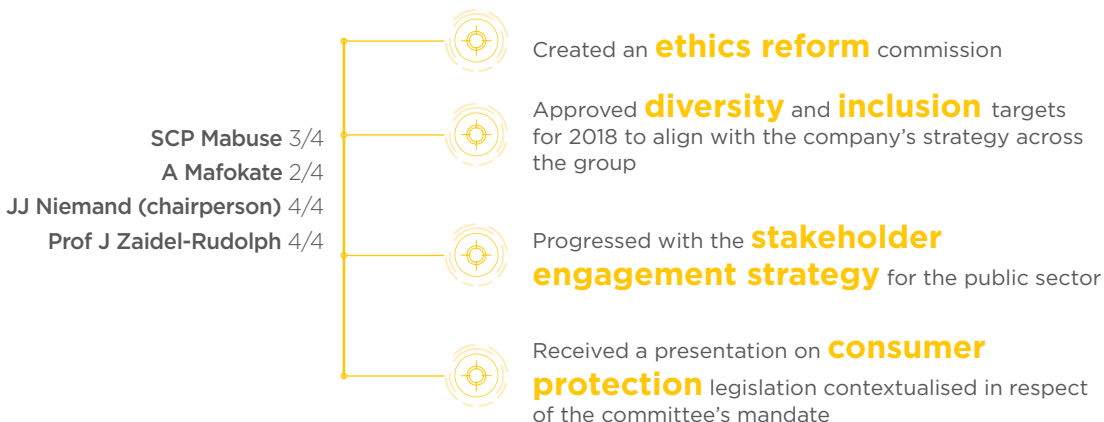 SCP Mabuse 3/4
A Mafokate 2/4
JJ Niemand (chairperson) 4/4
Prof J Zaidel-Rudolph 4/4
Created an ethics reform commission
Approved diversity and inclusion targets
for 2018 to align with the company’s strategy across
the group
Progressed with the stakeholder
engagement strategy for the public sector
Received a presentation on consumer
protection legislation contextualised in respect
of the committee’s mandate